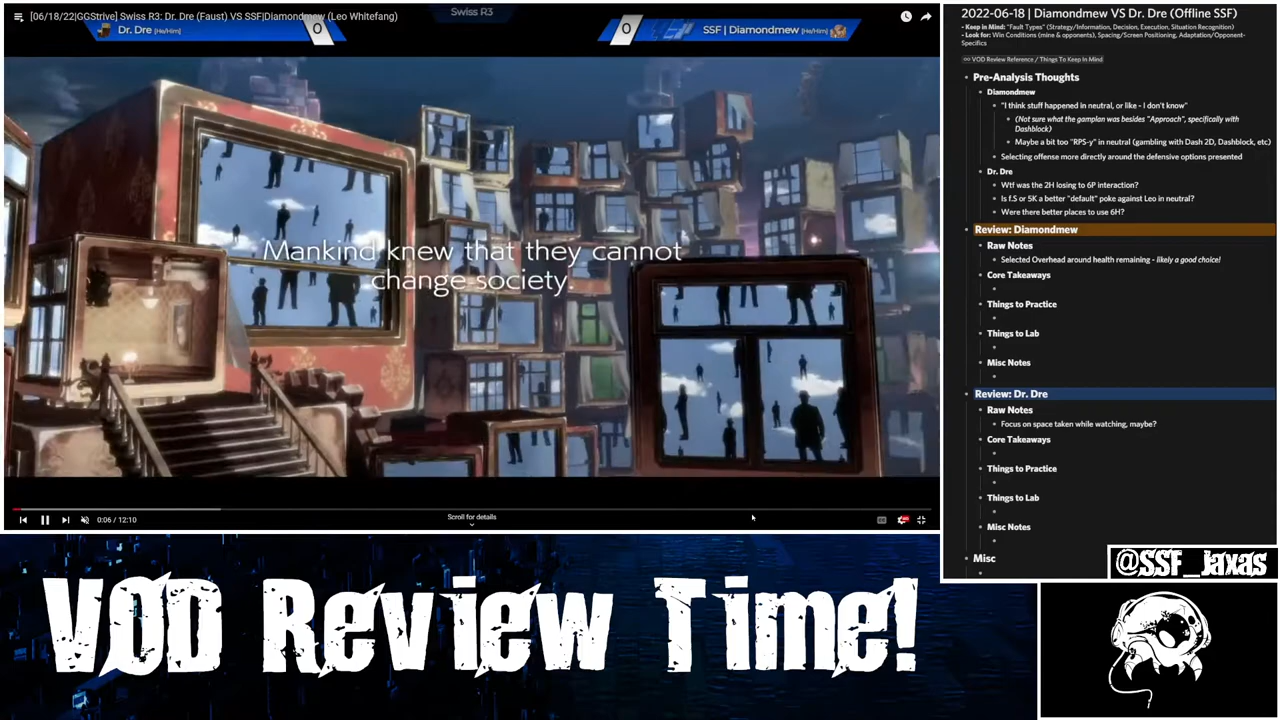 [06/18/22|GGStrive] Swiss R3: Dr. Dre (Faust) VS SSF|Diamondmew (Leo Whitefang)
Swiss R3
Dr. Dre [He/Him]
0
0
SSF | Diamondmew [He/Him]
Mankind knew that they cannot
change society.
0:06 / 12:10
Scroll for details
2022-06-18 | Diamondmew VS Dr. Dre (Offline SSF)
- Keep in Mind: "Fault Types" (Strategy/Information, Decision, Execution, Situation Recognition)
- Look for: Win Conditions (mine & opponents), Spacing/Screen Positioning, Adaptation/Opponent-
Specifics
VOD Review Reference / Things To Keep In Mind
Pre-Analysis Thoughts
Diamondmew
"I think stuff happened in neutral, or like - I don't know"
(Not sure what the gamplan was besides "Approach", specifically with
Dashblock)
Maybe a bit too "RPS-y" in neutral (gambling with Dash 2D, Dashblock, etc)
Selecting offense more directly around the defensive options presented
Dr. Dre
Wtf was the 2H losing to 6P interaction?
Is f.S or 5K a better "default" poke against Leo in neutral?
Were there better places to use 6H?
Review: Diamondmew
Raw Notes
Selected Overhead around health remaining - likely a good choice!
Core Takeaways
Things to Practice
Things to Lab
Misc Notes
Review: Dr. Dre
Raw Notes
Focus on space taken while watching, maybe?
Core Takeaways
Things to Practice
Things to Lab
Misc Notes
Misc
@SSF_Jaxas
VOD Review Time!